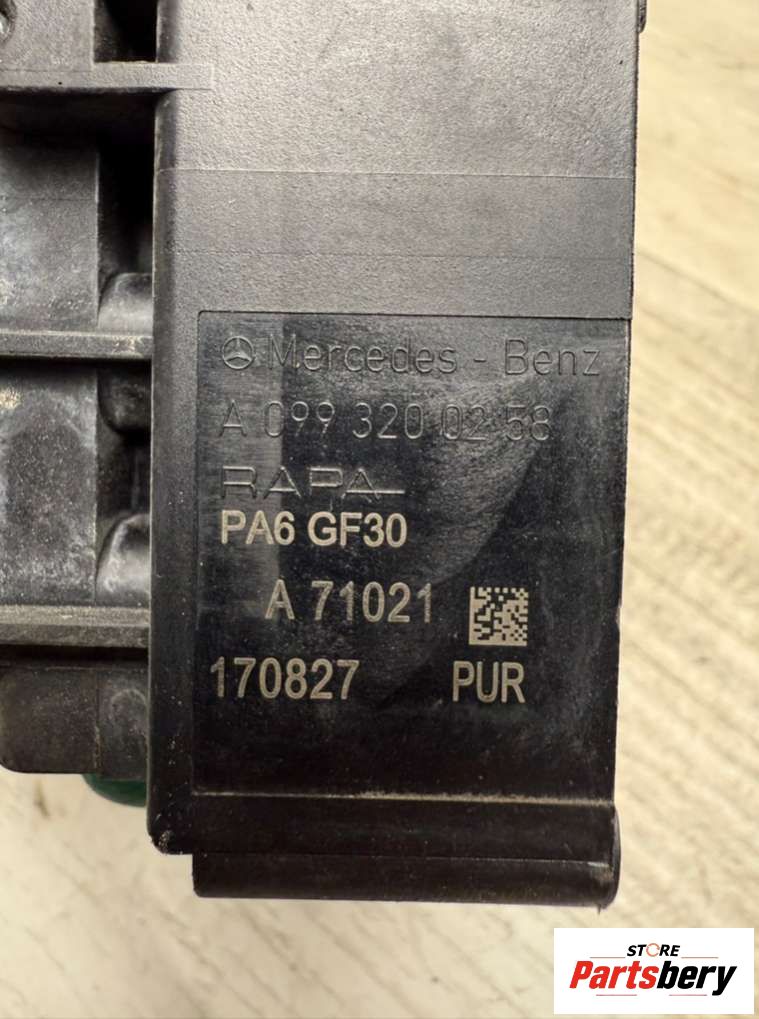 Mercedes - Benz
A 099 320 02 58
RAPA
PA6 GF30
A 71021
170827 PUR
STORE
Partsbery